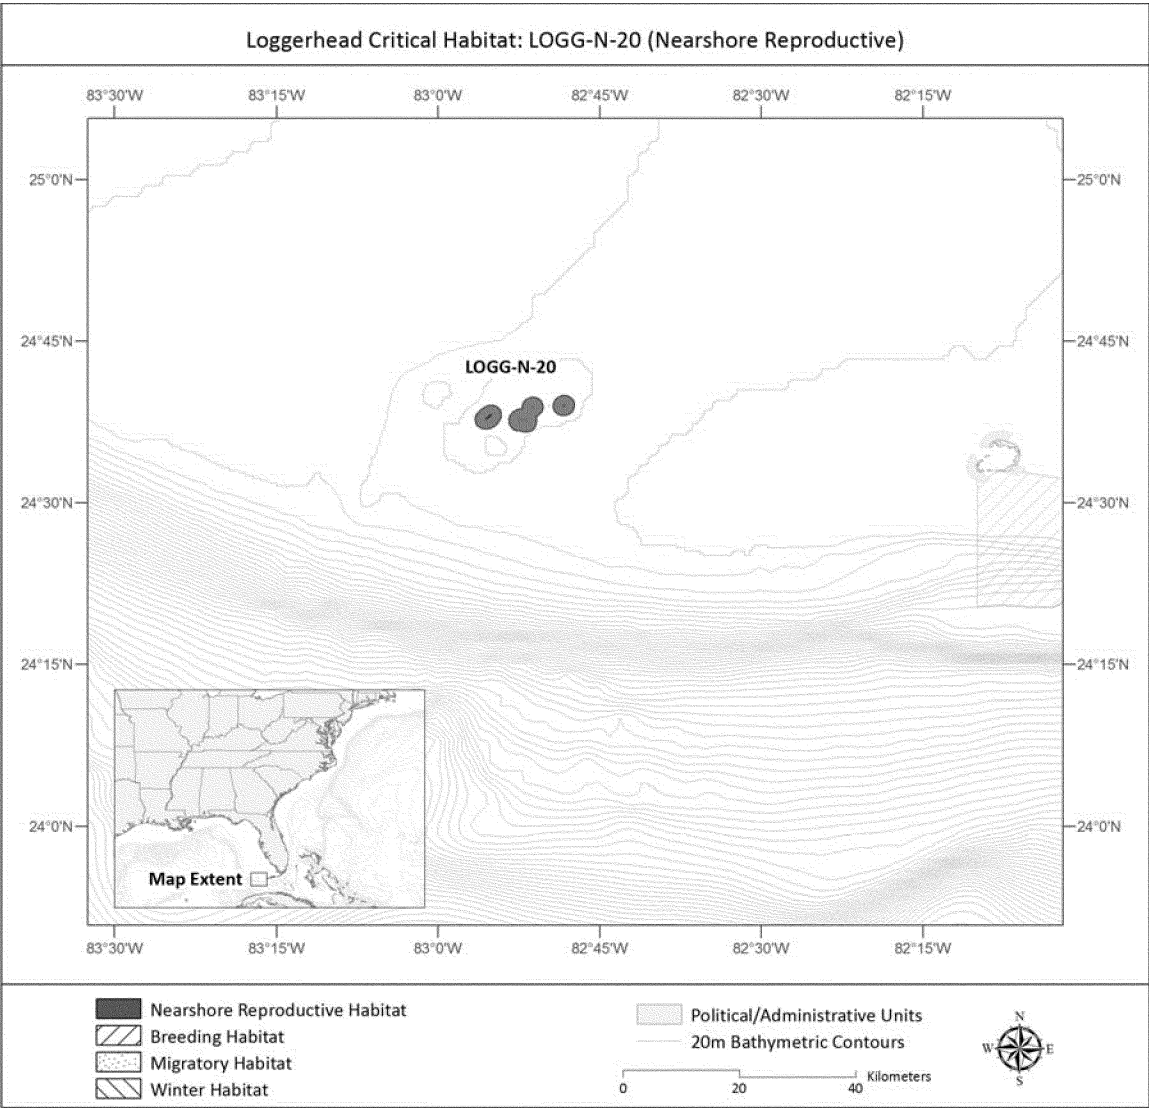 Loggerhead Critical Habitat: LOGG-N-20 (Nearshore Reproductive)
83°30'W 83°15'W 83°0'W 82°45'W 82°30'W 82°15'W
25°0'N 25°0'N
24°45'N 24°45'N
LOGG-N-20
24°30'N 24°30'N
24°15'N 24°15'N
24°0'N 24°0'N
Map Extent
83°30'W 83°15'W 83°0'W 82°45'W 82°30'W 82°15'W
Nearshore Reproductive Habitat
Breeding Habitat
Migratory Habitat
Winter Habitat
Political/Administrative Units
20m Bathymetric Contours
Kilometers
0 20 40
N
W E
S